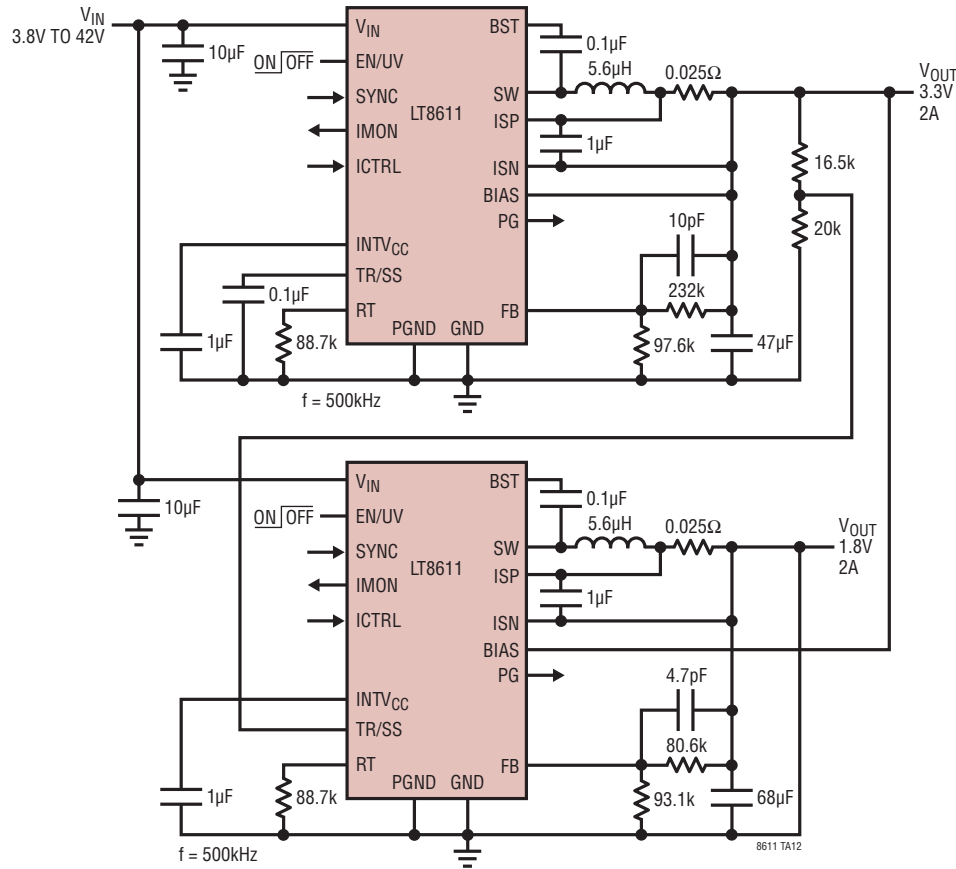 VIN
3.8V TO 42V
10µF
ON OFF
VIN
EN/UV
SYNC
IMON
ICTRL
INTVCC
TR/SS
RT
LT8611
PGND GND
BST
SW
ISP
ISN
BIAS
PG
FB
0.1µF
5.6µH
0.025Ω
1µF
VOUT
3.3V
2A
16.5k
20k
10pF
232k
97.6k
47µF
0.1µF
1µF
88.7k
f = 500kHz
10µF
ON OFF
VIN
EN/UV
SYNC
IMON
ICTRL
INTVCC
TR/SS
RT
LT8611
PGND GND
BST
SW
ISP
ISN
BIAS
PG
FB
0.1µF
5.6µH
0.025Ω
1µF
VOUT
1.8V
2A
4.7pF
80.6k
93.1k
68µF
1µF
88.7k
f = 500kHz
8611 TA12